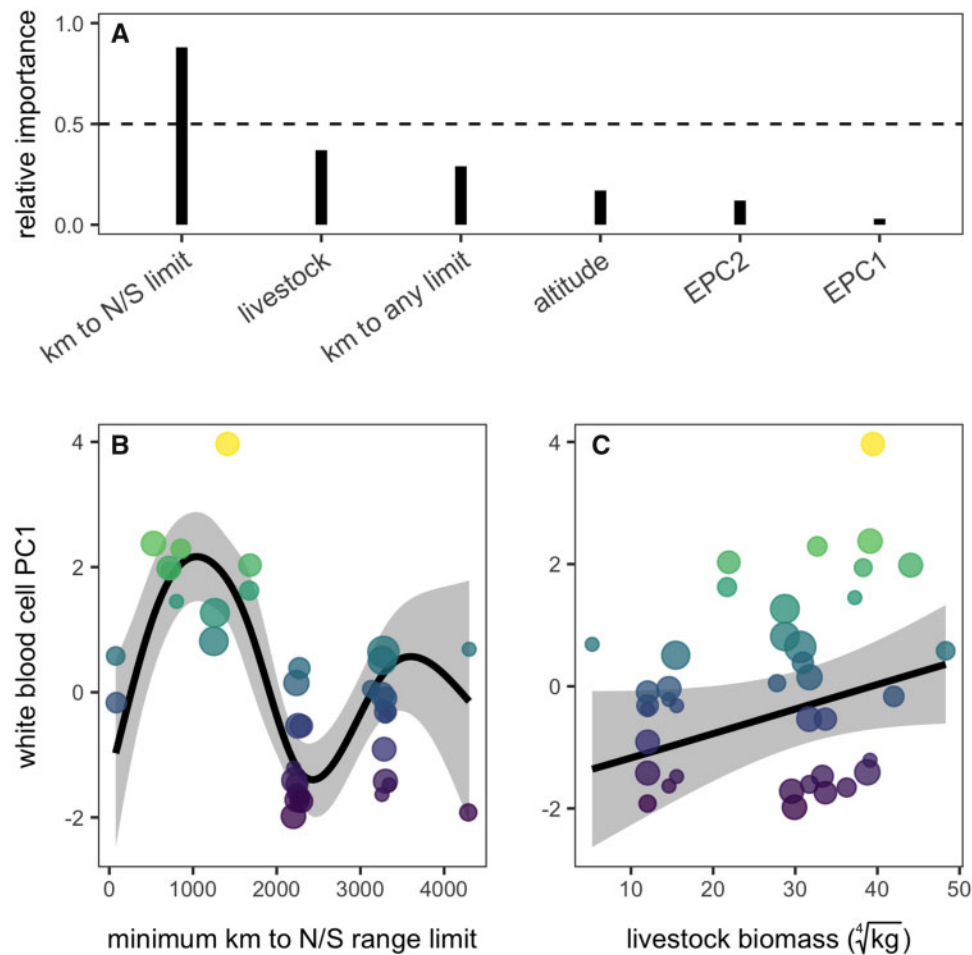 A
relative importance
1.0
0.5
0.0
km to N/S limit
livestock
km to any limit
altitude
EPC2
EPC1
B
white blood cell PC1
4
2
0
-2
0 1000 2000 3000 4000
minimum km to N/S range limit
C
4
2
0
-2
10 20 30 40 50
livestock biomass (∜kg)